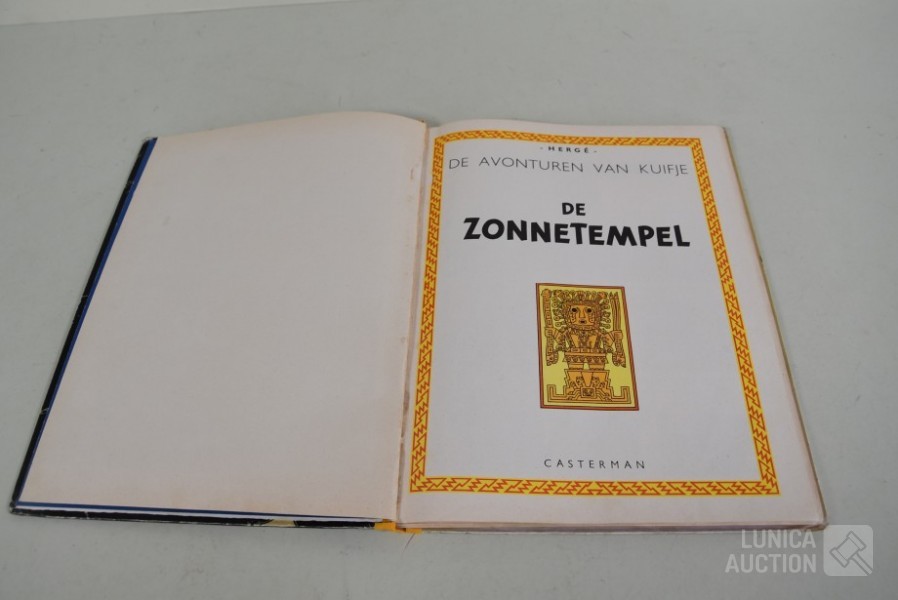 - HERGÉ -
DE AVONTUREN VAN KUIFJE
DE
ZONNETEMPEL
CASTERMAN
LUNICA
AUCTION